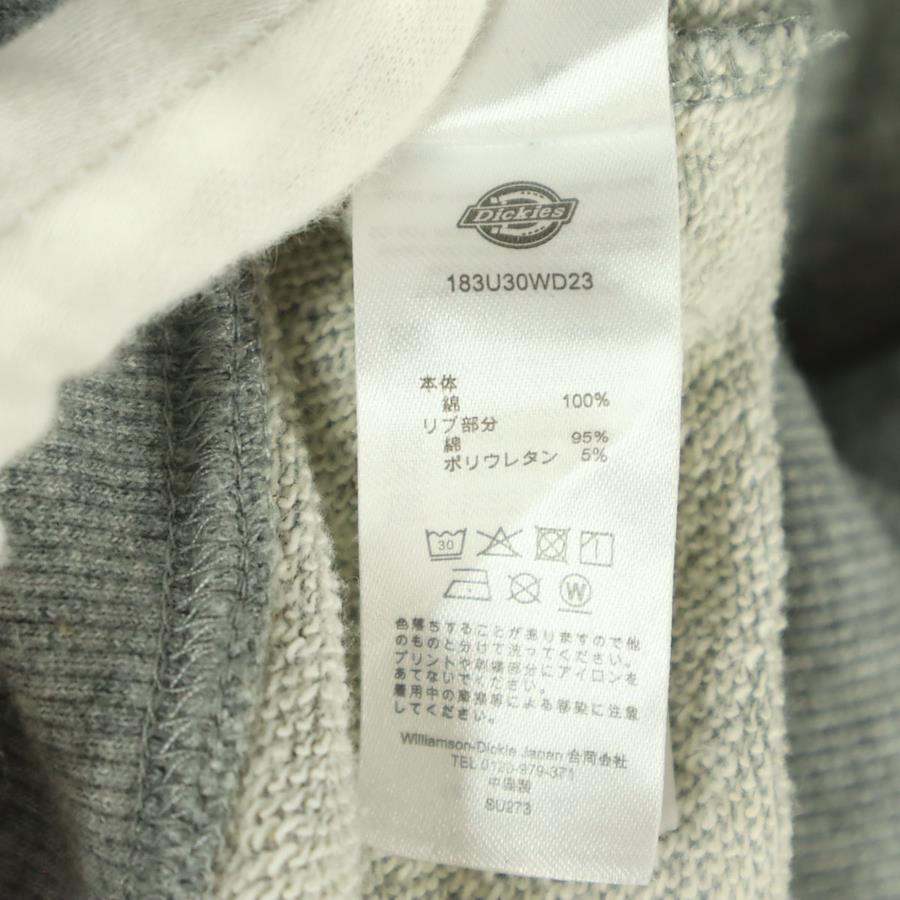 Dickies
183U30WD23
本体
綿 100%
リブ部分
綿 95%
ポリウレタン 5%
30
W
色落ちすることがありますので他
のものと分けて洗ってください。
プリントや刺繍部分にアイロンを
あてないでください。
着用中の摩擦等による移染に注意
してください。
Williamson-Dickie Japan 合同会社
TEL 0120-979-371
中国製
SU273